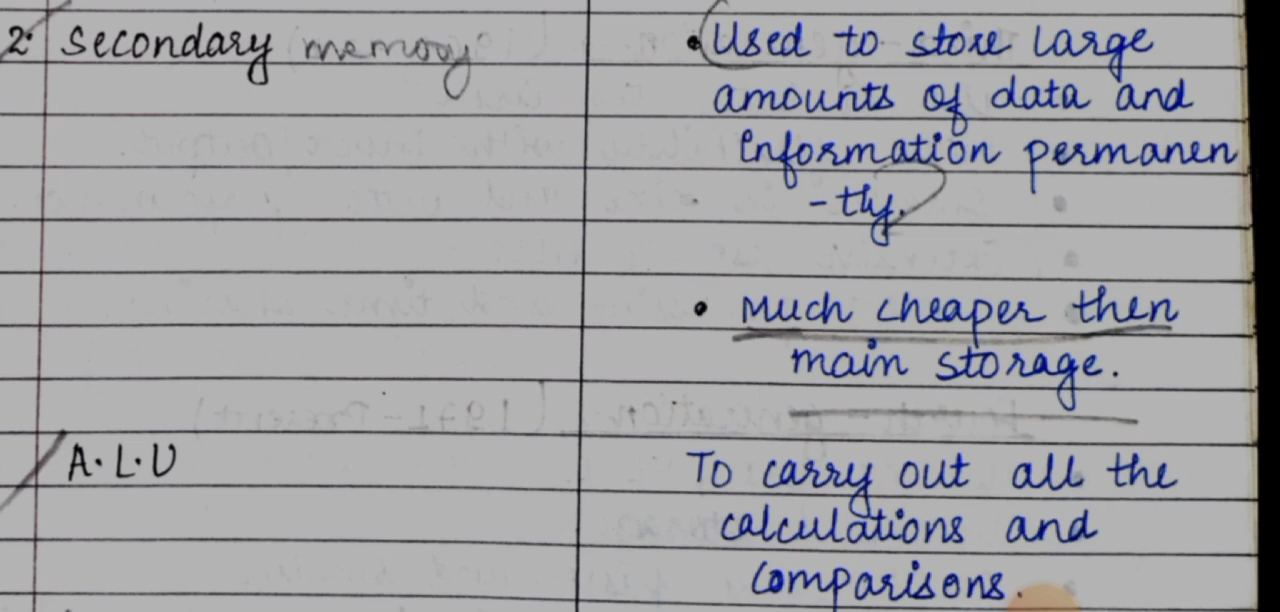 2. Secondary memory
• Used to store large
amounts of data and
Information permanen
-tly.
• Much cheaper then
main storage.
A.L.U
To carry out all the
calculations and
comparisons.